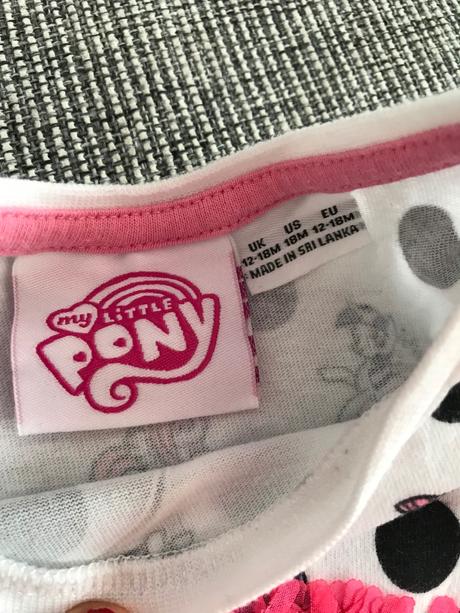 my LITTLE
PONY
UK US EU
12-18M 18M 12-18M
MADE IN SRI LANKA